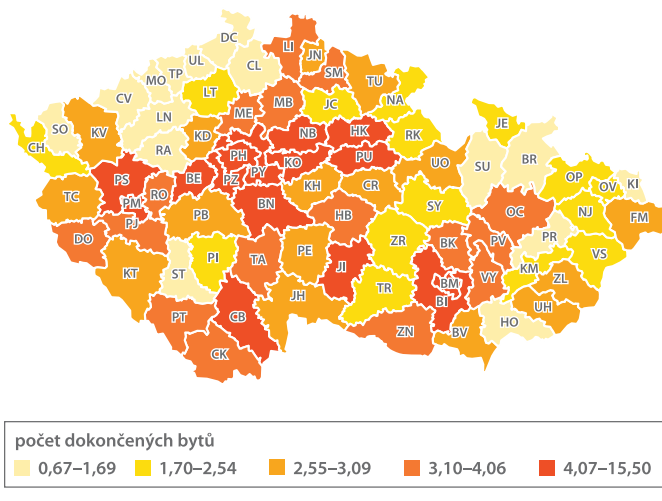 DC
LI
JN
UL
SM
TP
CL
MO
TU
LT
CV
MB
JC
NA
ME
LN
SO
KV
KD
NB
HK
RK
JE
CH
RA
PH
KO
PU
UO
SU
BR
PS
BE
PZ
PY
OP
OV
KI
TC
RO
KH
CR
PM
BN
SY
OC
NJ
FM
PB
PJ
HB
DO
ZR
BK
PV
PR
VS
KT
ST
PI
TA
PE
JI
KM
VY
ZL
BM
TR
BI
JH
UH
PT
CB
ZN
BV
HO
CK
počet dokončených bytů
0,67–1,69 1,70–2,54 2,55–3,09 3,10–4,06 4,07–15,50